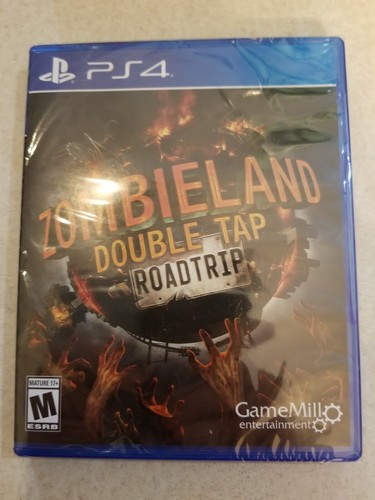 PS4
ZOMBIELAND
DOUBLE TAP
ROADTRIP
MATURE 17+
M
ESRB
GameMill
entertainment